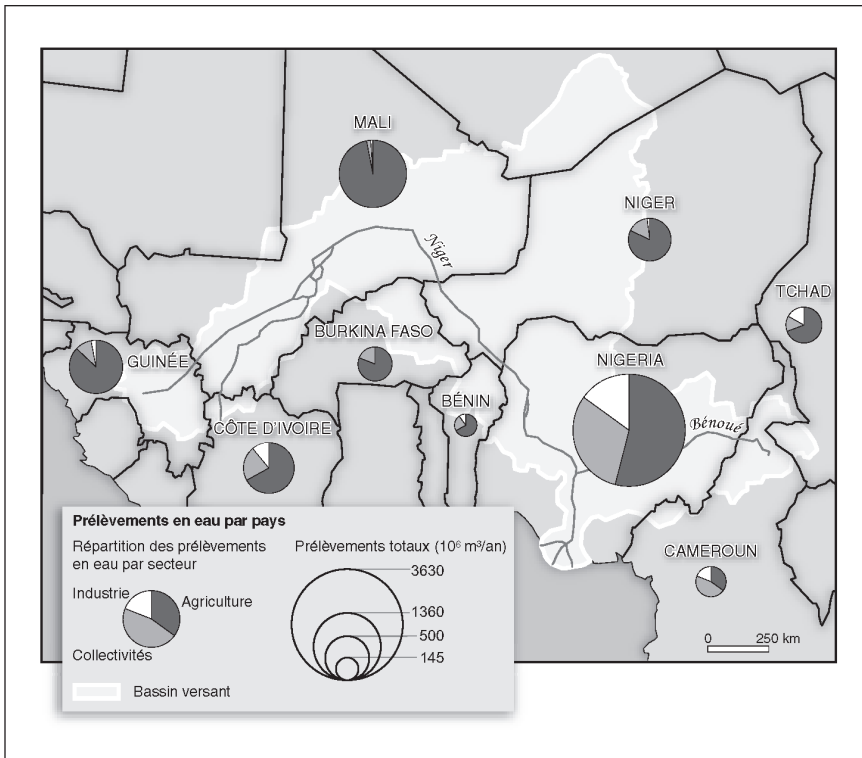 MALI
Niger
NIGER
TCHAD
BURKINA FASO
GUINÉE
NIGERIA
BÉNIN
Bénoué
CÔTE D'IVOIRE
CAMEROUN
0 250 km
Prélèvements en eau par pays
Répartition des prélèvements
en eau par secteur
Industrie
Agriculture
Collectivités
Bassin versant
Prélèvements totaux (10⁶ m³/an)
3630
1360
500
145